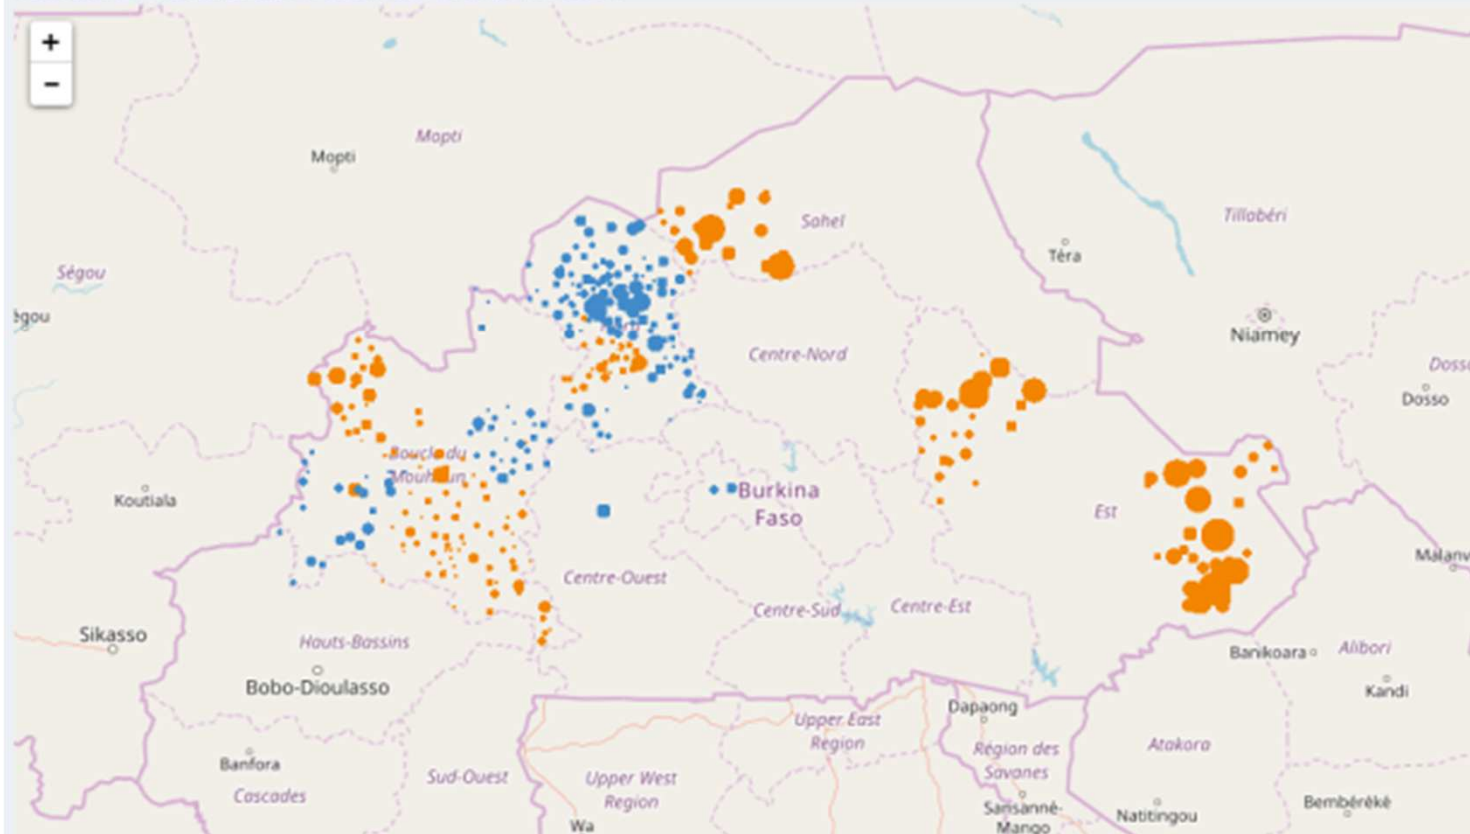 +
−
Mopti
Mopti
Sahel
Tillabéri
Téra
Ségou
égou
Niamey
Centre-Nord
Dosso
Dosso
Boucle du
Mouhoun
Koutiala
Burkina
Faso
Est
Malanv
Centre-Ouest
Centre-Sud
Centre-Est
Sikasso
Hauts-Bassins
Banikoara
Alibori
Bobo-Dioulasso
Kandi
Dapaong
Upper East
Region
Atakora
Région des
Savanes
Banfora
Sud-Ouest
Upper West
Region
Cascades
Bembèrèkè
Sansanné-
Mango
Natitingou
Wa